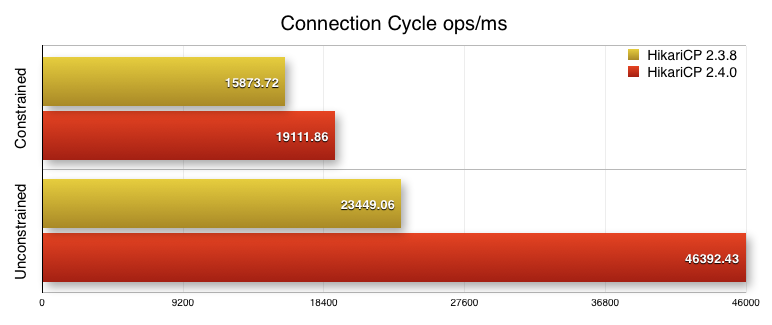 Connection Cycle ops/ms
HikariCP 2.3.8
HikariCP 2.4.0
Constrained
15873.72
19111.86
Unconstrained
23449.06
46392.43
0 9200 18400 27600 36800 46000